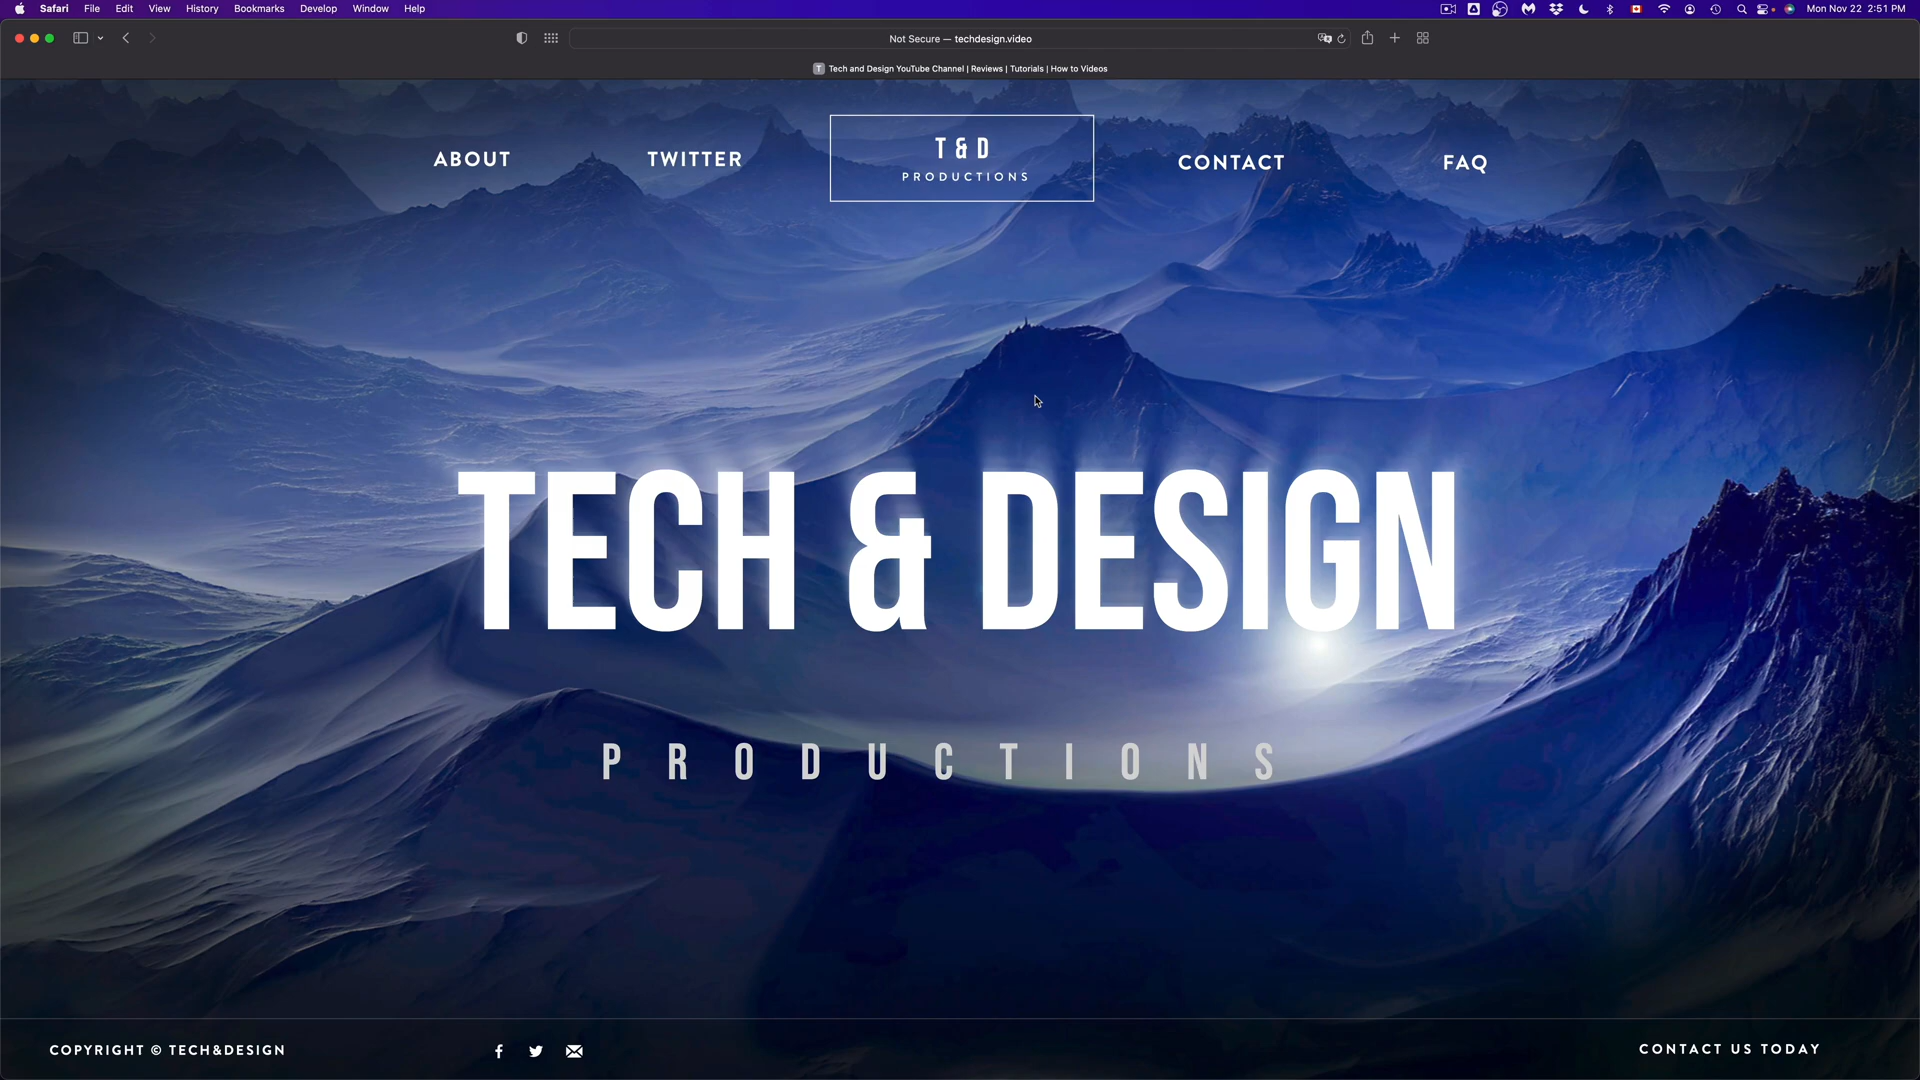 Safari File Edit View History Bookmarks Develop Window Help
Mon Nov 22 2:51 PM
Not Secure — techdesign.video
T Tech and Design YouTube Channel | Reviews | Tutorials | How to Videos
ABOUT
TWITTER
T & D
PRODUCTIONS
CONTACT
FAQ
TECH & DESIGN
PRODUCTIONS
COPYRIGHT © TECH&DESIGN
CONTACT US TODAY